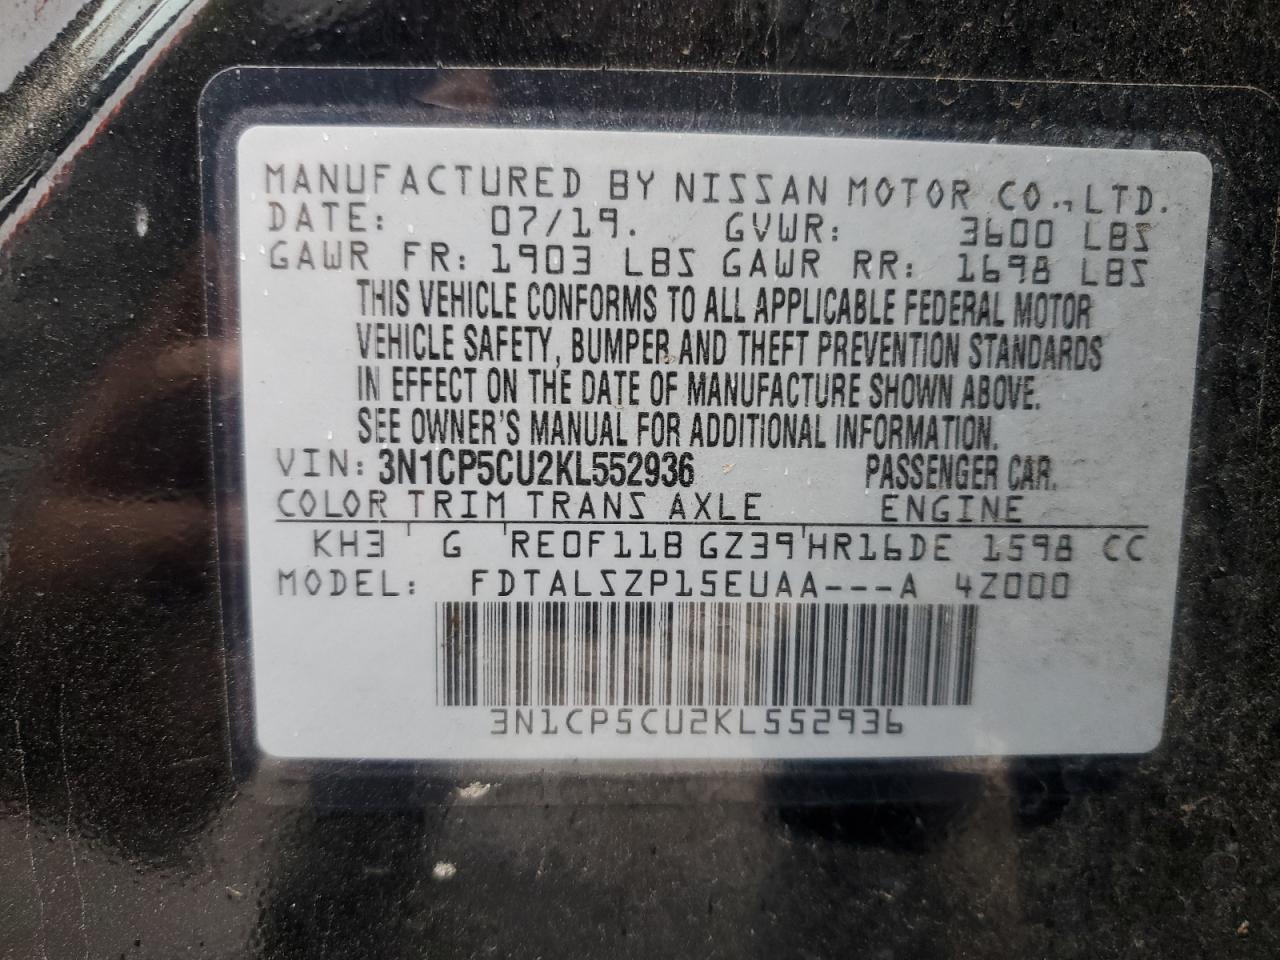 MANUFACTURED BY NISSAN MOTOR CO., LTD.
DATE: 07/19. GVWR: 3600 LBS
GAWR FR: 1903 LBS GAWR RR: 1698 LBS
THIS VEHICLE CONFORMS TO ALL APPLICABLE FEDERAL MOTOR
VEHICLE SAFETY, BUMPER AND THEFT PREVENTION STANDARDS
IN EFFECT ON THE DATE OF MANUFACTURE SHOWN ABOVE.
SEE OWNER'S MANUAL FOR ADDITIONAL INFORMATION.
VIN: 3N1CP5CU2KL552936 PASSENGER CAR.
COLOR TRIM TRANS AXLE ENGINE
KH3 G RE0F11B GZ39 HR16DE 1598 CC
MODEL: FDTALSZP15EUAA---A 4Z000
3N1CP5CU2KL552936